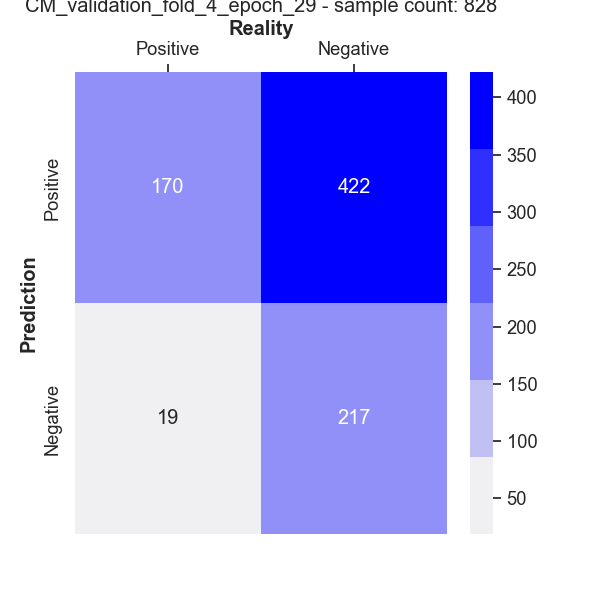 CM_validation_fold_4_epoch_29 - sample count: 828
Reality
Positive Negative
Prediction
Positive
Negative
170 422
19 217
400
350
300
250
200
150
100
50